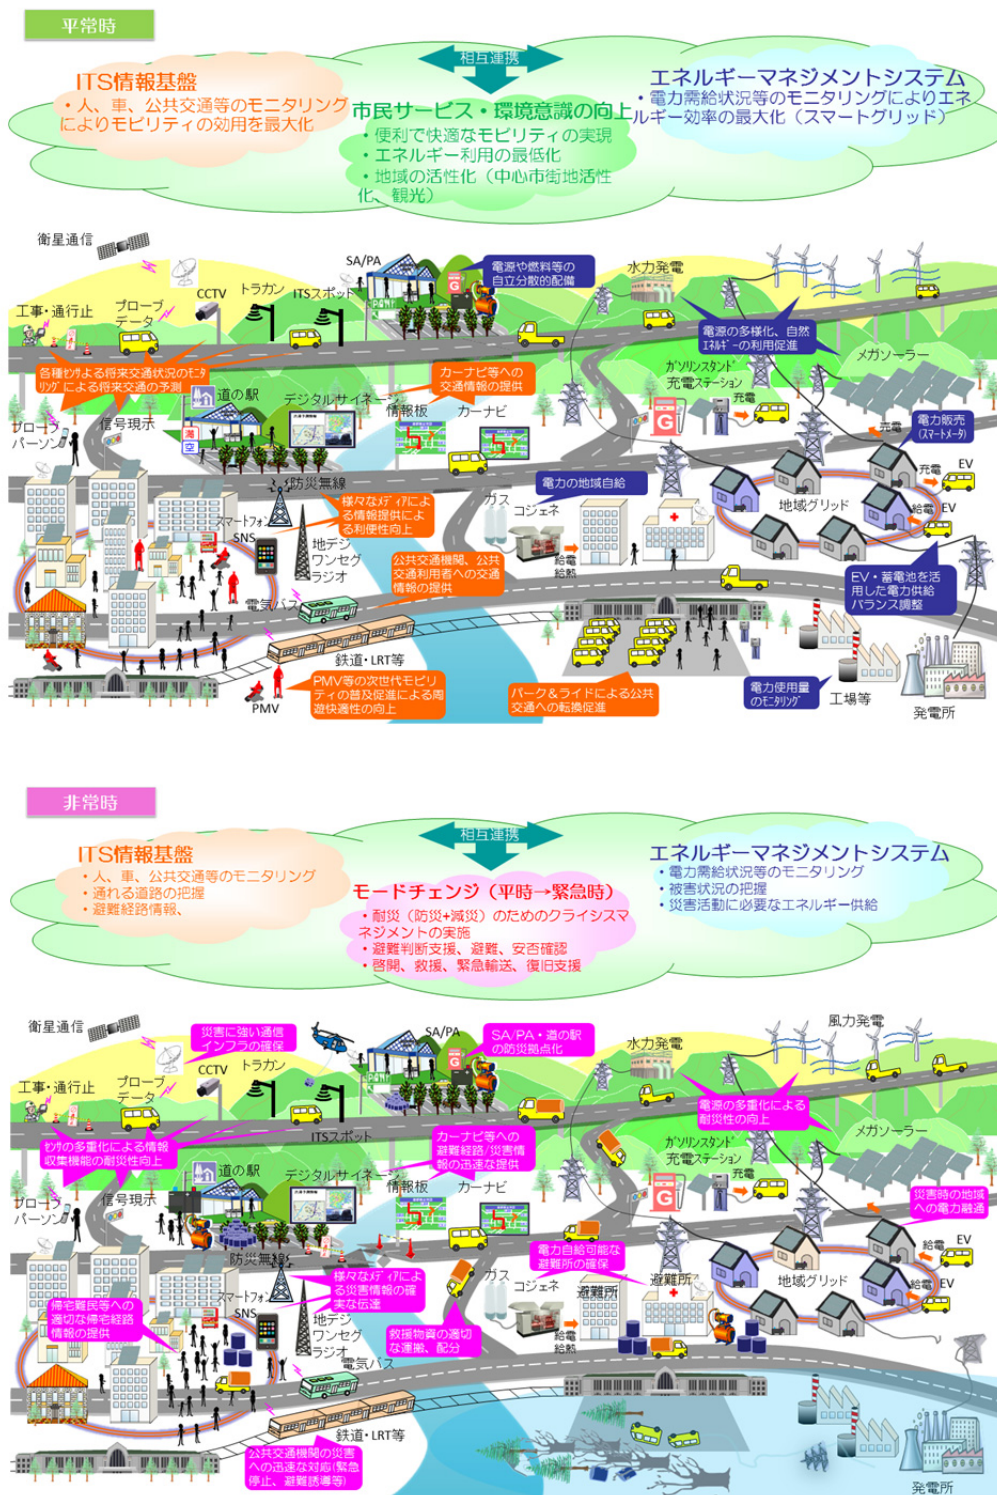 平常時
相互連携
ITS情報基盤
・人、車、公共交通等のモニタリング
によりモビリティの効用を最大化
市民サービス・環境意識の向上
・便利で快適なモビリティの実現
・エネルギー利用の最低化
・地域の活性化（中心市街地活性
化、観光）
エネルギーマネジメントシステム
・電力需給状況等のモニタリングによりエネ
ルギー効率の最大化（スマートグリッド）
衛星通信
SA/PA
電源や燃料等の
自立分散的配備
水力発電
工事・通行止
プローブ
データ
CCTV
トラカン
ITSスポット
電源の多様化、自然
ｴﾈﾙｷﾞｰの利用促進
メガソーラー
各種ｾﾝｻによる将来交通状況のﾓﾆﾀ
ﾘﾝｸﾞによる将来交通の予測
カーナビ等への
交通情報の提供
ガソリンスタンド
充電ステーション
充電
道の駅
デジタルサイネージ
情報板
カーナビ
売電
電力販売
(ｽﾏｰﾄﾒｰﾀ)
プローブ
パーソン
信号現示
満
空
防災無線
様々なﾒﾃﾞｨｱによ
る情報提供によ
る利便性向上
ガス
コジェネ
電力の地域自給
充電
EV
地域グリッド
給電
EV
スマートフォン
SNS
地デジ
ワンセグ
ラジオ
給電
給熱
公共交通機関、公共
交通利用者への交通
情報の提供
EV・蓄電池を活
用した電力供給
バランス調整
電気バス
鉄道・LRT等
PMV
PMV等の次世代モビリ
ティの普及促進による周
遊快適性の向上
パーク＆ライドによる公共
交通への転換促進
電力使用量
のﾓﾆﾀﾘﾝｸﾞ
工場等
発電所
非常時
相互連携
ITS情報基盤
・人、車、公共交通等のモニタリング
・通れる道路の把握
・避難経路情報、
モードチェンジ（平時→緊急時）
・耐災（防災+減災）のためのクライシスマ
ネジメントの実施
・避難判断支援、避難、安否確認
・啓開、救援、緊急輸送、復旧支援
エネルギーマネジメントシステム
・電力需給状況等のモニタリング
・被害状況の把握
・災害活動に必要なエネルギー供給
衛星通信
災害に強い通信
インフラの確保
SA/PA
SA/PA・道の駅
の防災拠点化
水力発電
風力発電
工事・通行止
プローブ
データ
CCTV
トラカン
ITSスポット
電源の多重化による
耐災性の向上
メガソーラー
ｾﾝｻの多重化による情報
収集機能の耐災性向上
カーナビ等への
避難経路/災害情
報の迅速な提供
ガソリンスタンド
充電ステーション
充電
道の駅
デジタルサイネージ
情報板
カーナビ
災害時の地域
への電力融通
プローブ
パーソン
信号現示
防災無線
様々なﾒﾃﾞｨｱによ
る災害情報の確
実な伝達
電力自給可能な
避難所の確保
ガス
コジェネ
避難所
避難所
給電
EV
地域グリッド
給電
EV
帰宅難民等への
適切な帰宅経路
情報の提供
スマートフォン
SNS
地デジ
ワンセグ
ラジオ
救援物資の適切
な運搬、配分
給電
給熱
電気バス
鉄道・LRT等
公共交通機関の災害
への迅速な対応(緊急
停止、避難誘導等)
発電所